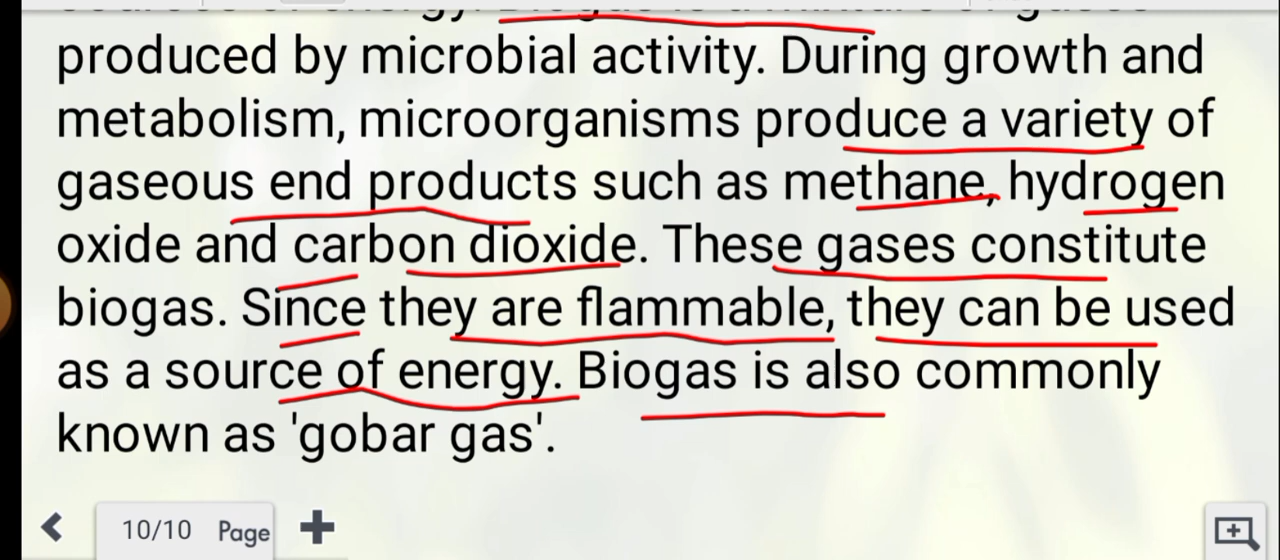 produced by microbial activity. During growth and
metabolism, microorganisms produce a variety of
gaseous end products such as methane, hydrogen
oxide and carbon dioxide. These gases constitute
biogas. Since they are flammable, they can be used
as a source of energy. Biogas is also commonly
known as 'gobar gas'.
10/10 Page